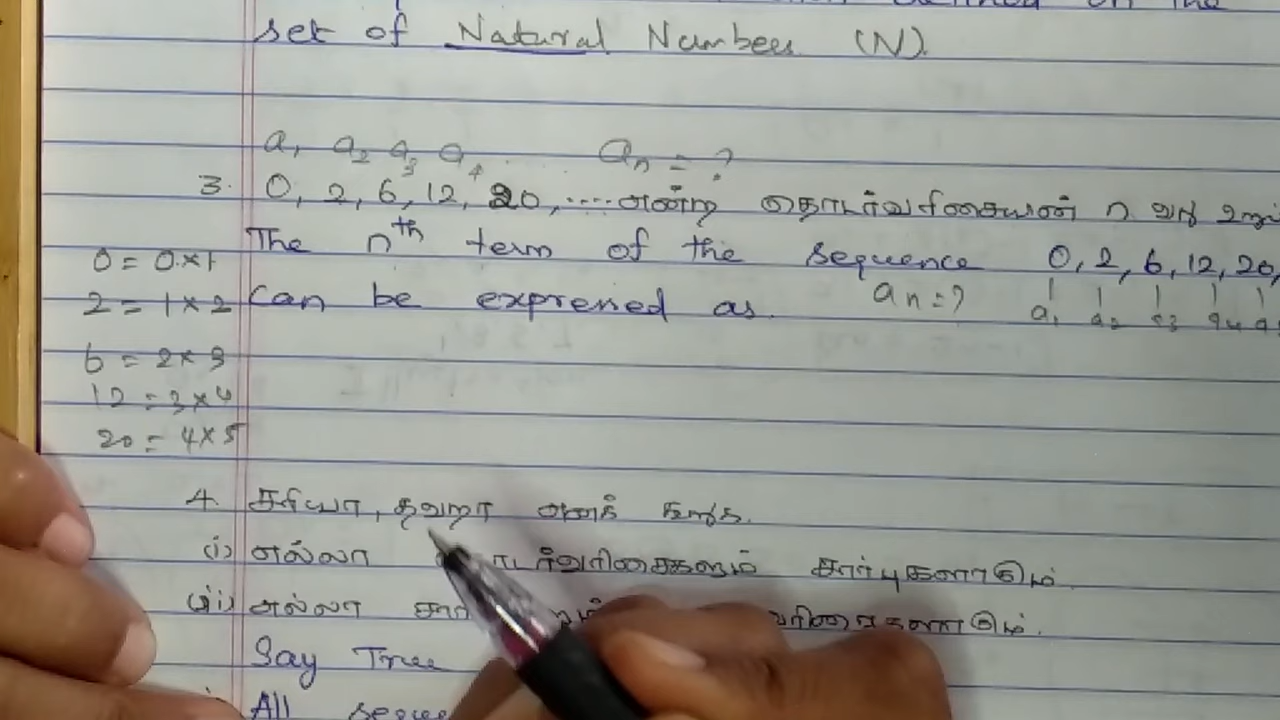 set of Natural Numbers (N).
a1 a2 a3 a4 an = ?
3. 0, 2, 6, 12, 20, .... என்ற தொடர்வரிசையின் n வது உறுப்
The nth term of the sequence 0, 2, 6, 12, 20,
0 = 0×1
can be expressed as. an = ? a1 a2 a3 a4 a
2 = 1×2
6 = 2×3
12 = 3×4
20 = 4×5
4. சரியா, தவறா எனக் கூறுக.
(i) எல்லா டர்வரிசைகளும் சார்புகளாகும்.
(ii) எல்லா சார் வரிசைகளாகும்.
Say True
All seque